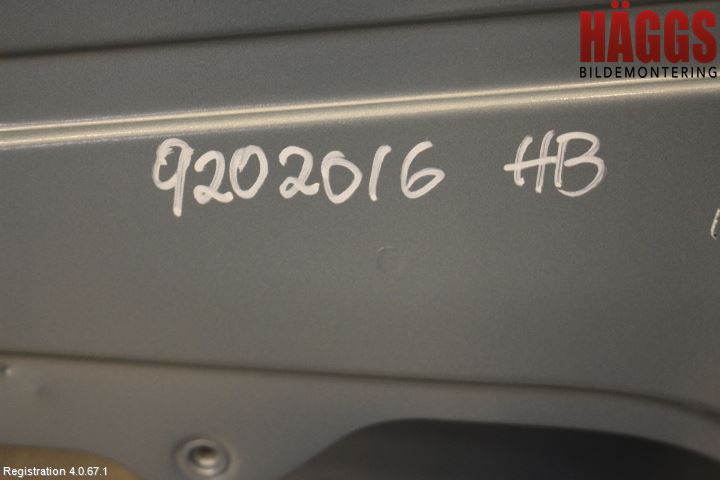 HÄGGS
BILDEMONTERING
9202016 HB
Registration 4.0.67.1